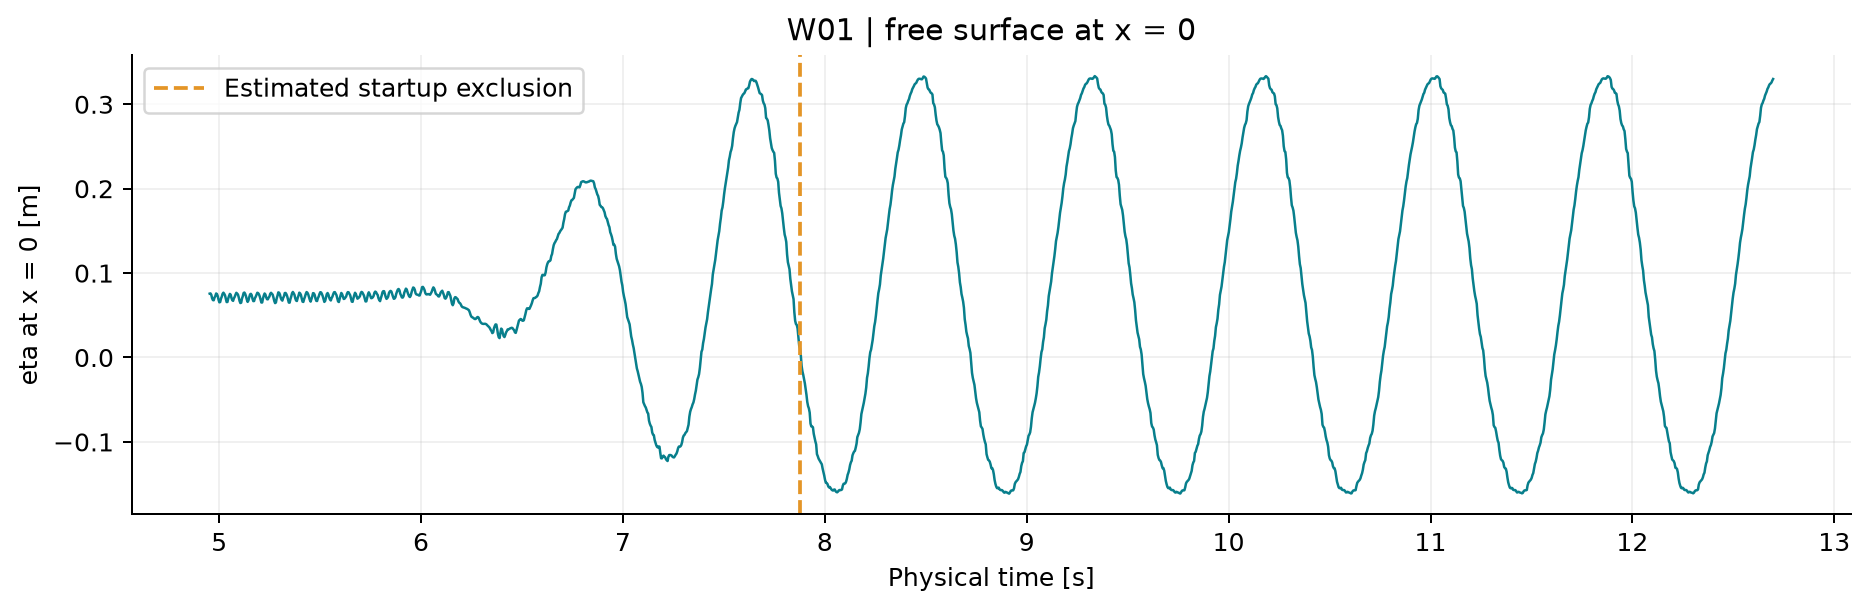 W01 | free surface at x = 0
Estimated startup exclusion
eta at x = 0 [m]
0.3
0.2
0.1
0.0
−0.1
5 6 7 8 9 10 11 12 13
Physical time [s]